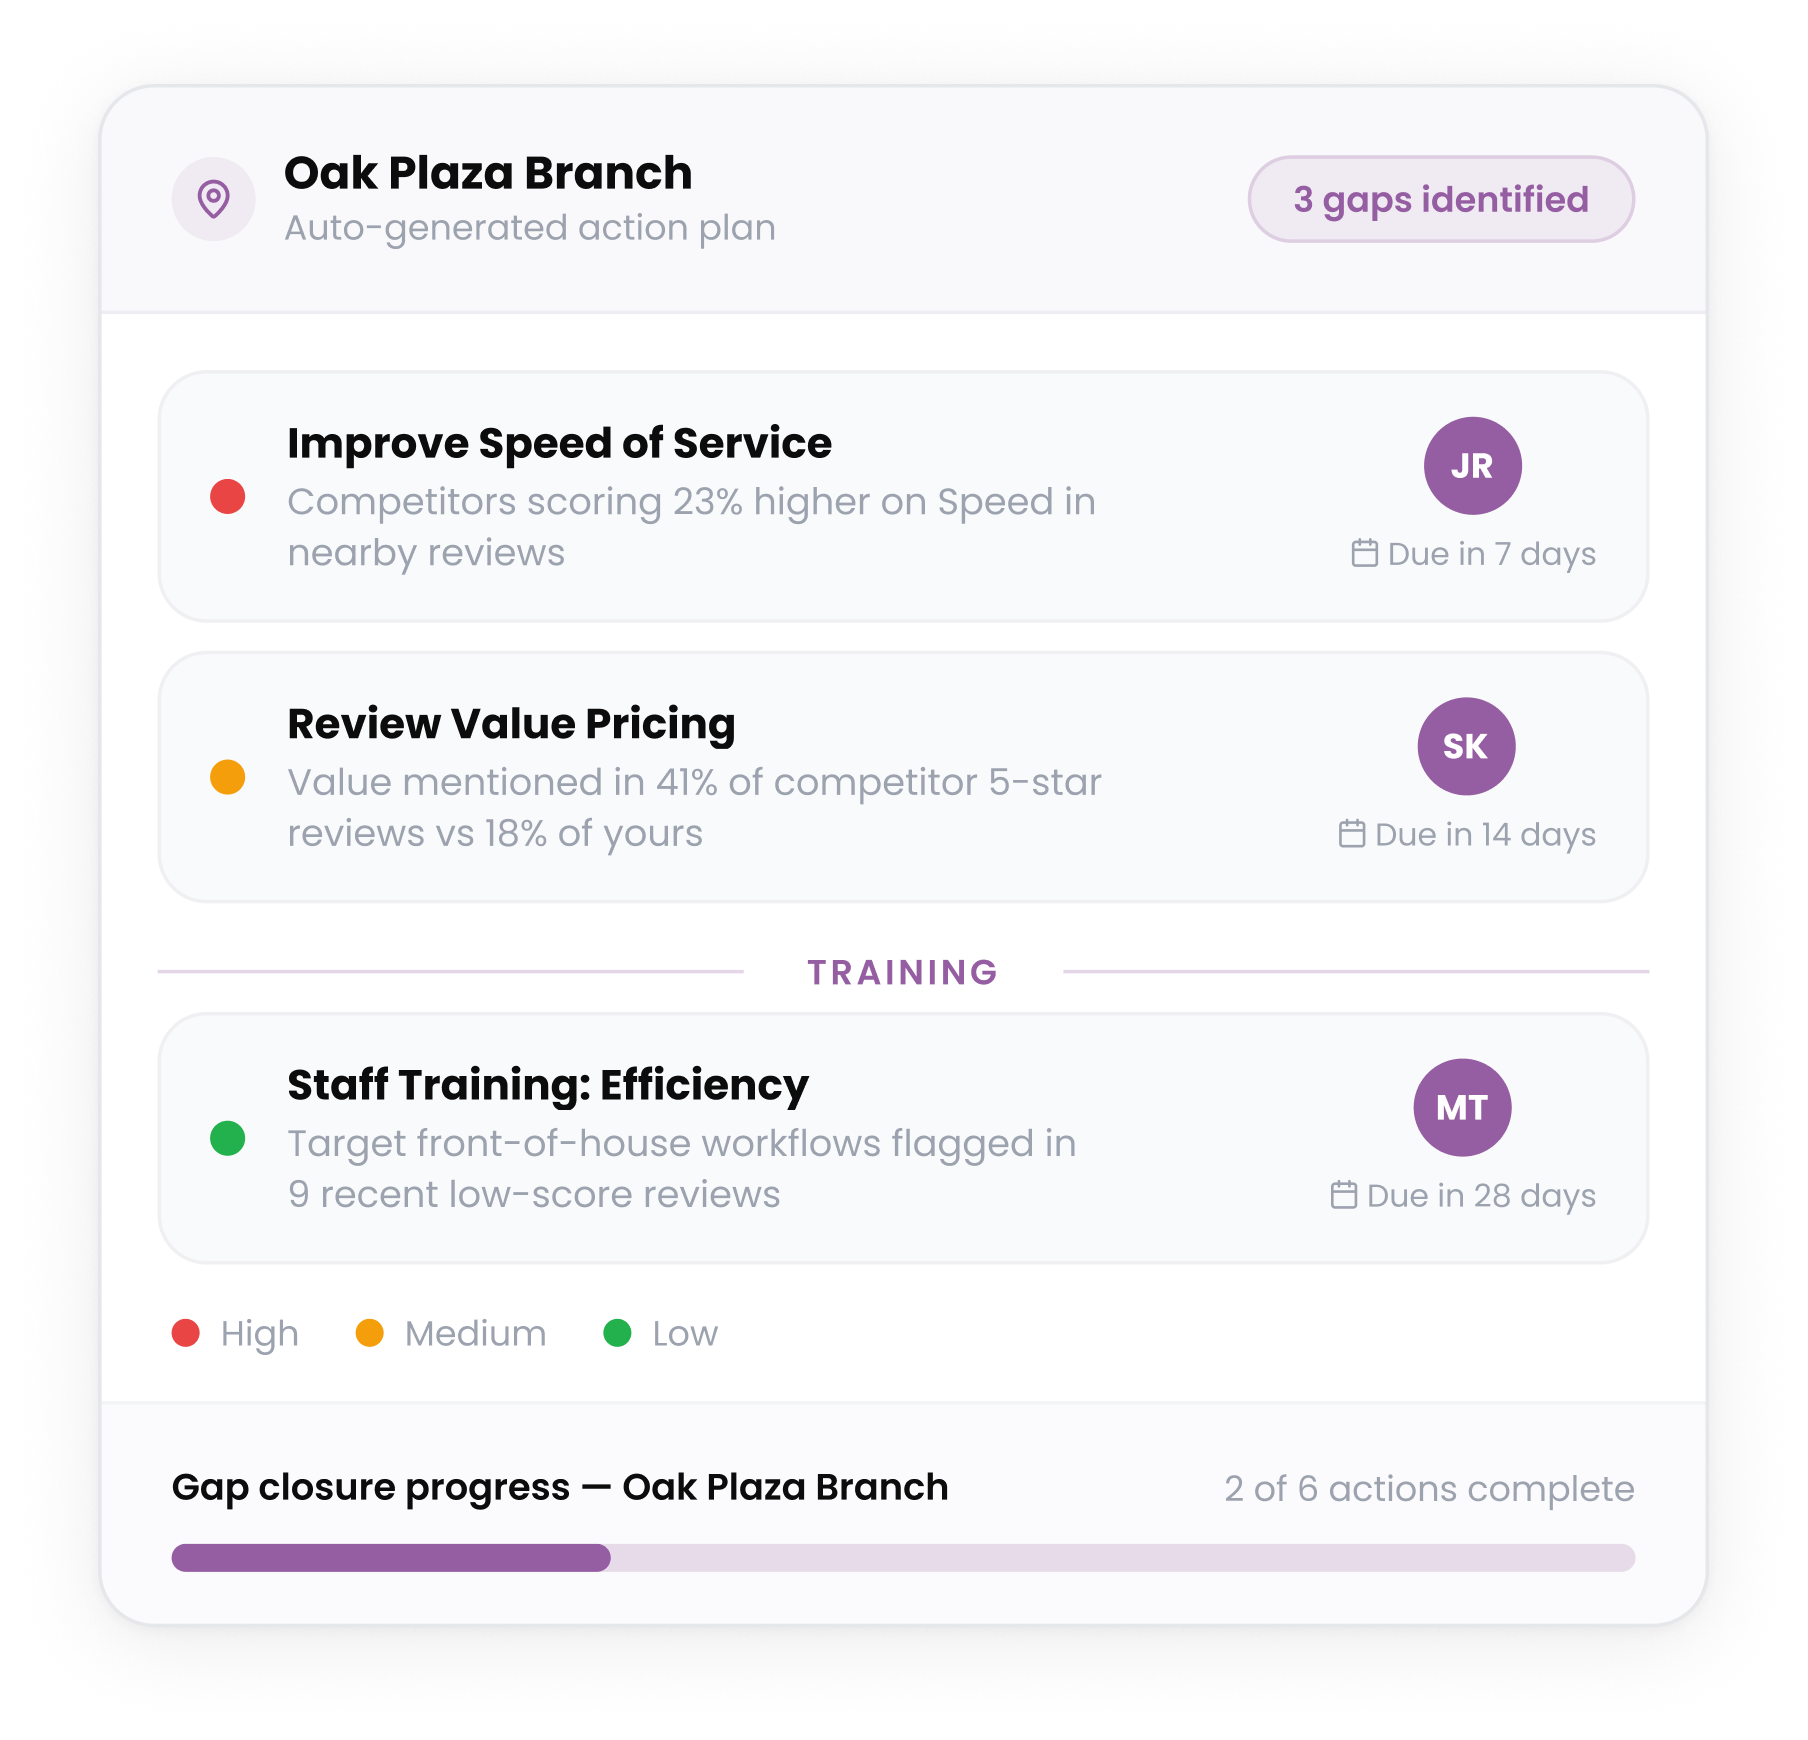 Oak Plaza Branch
Auto-generated action plan
3 gaps identified
Improve Speed of Service
Competitors scoring 23% higher on Speed in
nearby reviews
JR
Due in 7 days
Review Value Pricing
Value mentioned in 41% of competitor 5-star
reviews vs 18% of yours
SK
Due in 14 days
TRAINING
Staff Training: Efficiency
Target front-of-house workflows flagged in
9 recent low-score reviews
MT
Due in 28 days
High
Medium
Low
Gap closure progress — Oak Plaza Branch
2 of 6 actions complete